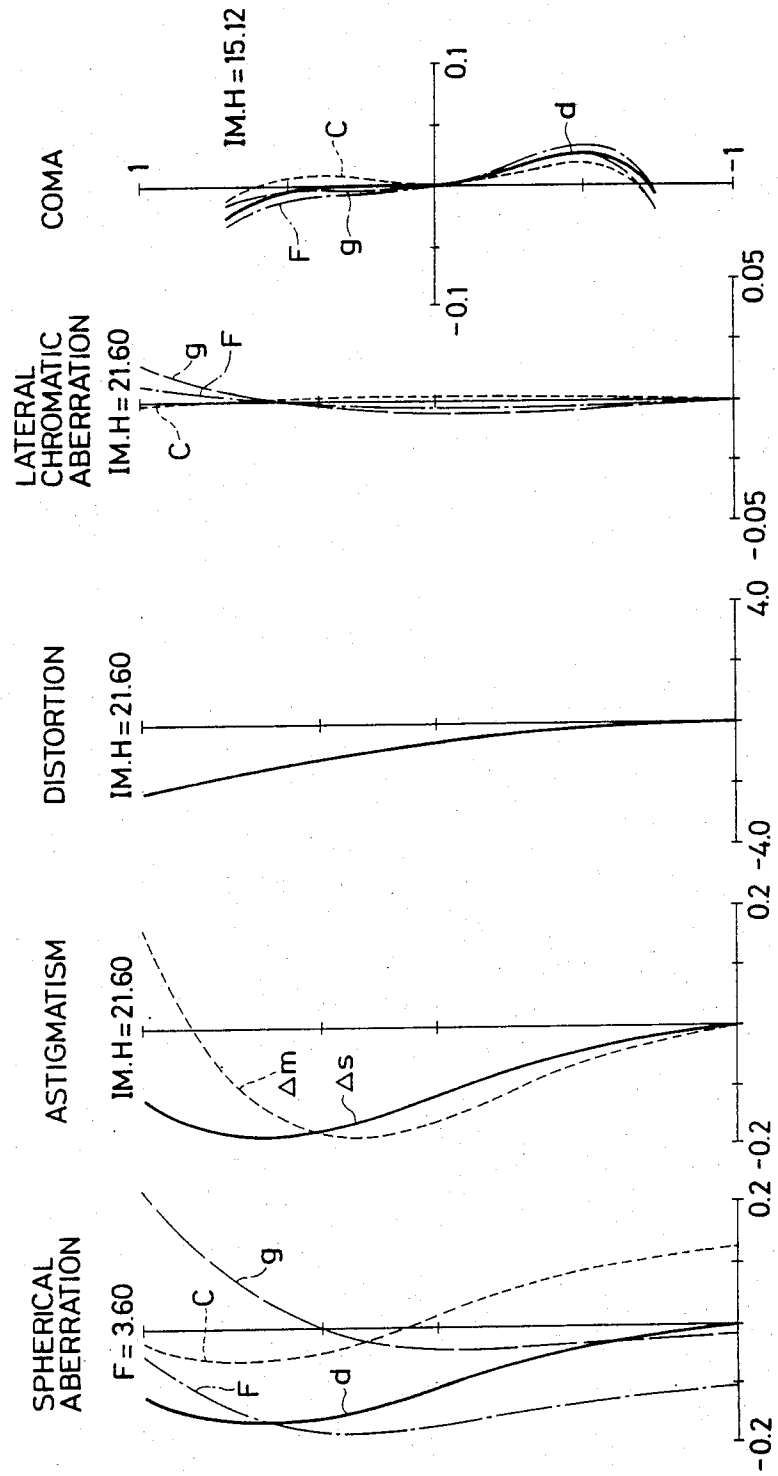 SPHERICAL
ABERRATION
F = 3.60
g
C
F
d
-0.2
0.2
ASTIGMATISM
IM.H=21.60
Δm
Δs
-0.2
0.2
DISTORTION
IM.H=21.60
-4.0
4.0
LATERAL
CHROMATIC
ABERRATION
IM.H=21.60
g
F
C
-0.05
0.05
COMA
1
IM.H=15.12
C
F
g
-0.1
0.1
d
-1